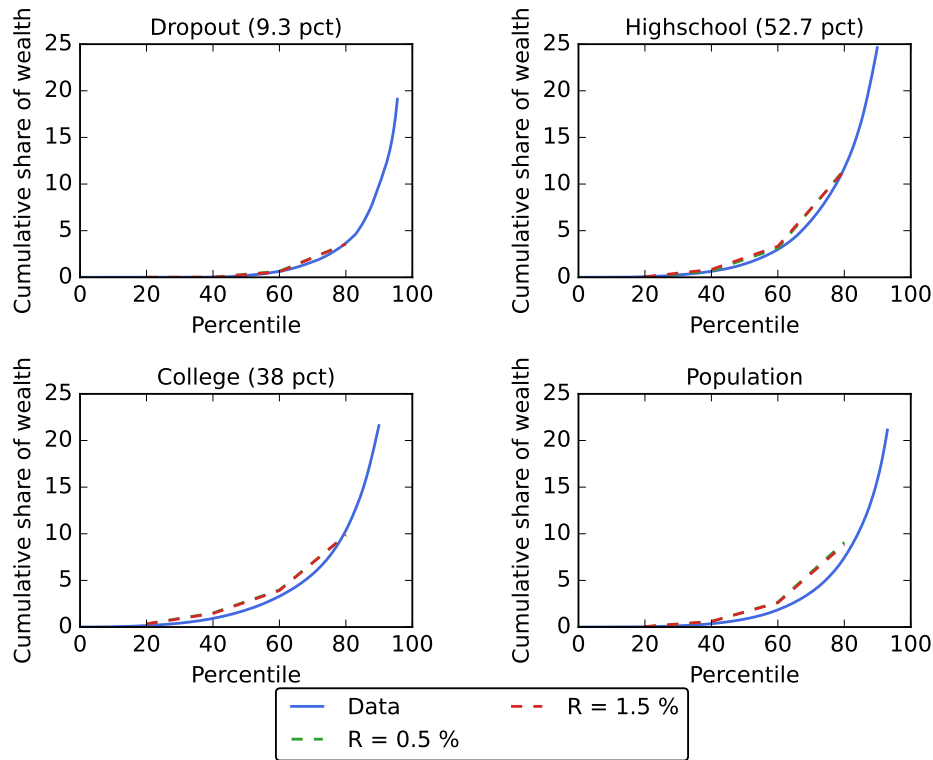 Dropout (9.3 pct)
25
20
15
10
5
0
Cumulative share of wealth
0 20 40 60 80 100
Percentile
Highschool (52.7 pct)
25
20
15
10
5
0
Cumulative share of wealth
0 20 40 60 80 100
Percentile
College (38 pct)
25
20
15
10
5
0
Cumulative share of wealth
0 20 40 60 80 100
Percentile
Population
25
20
15
10
5
0
Cumulative share of wealth
0 20 40 60 80 100
Percentile
Data
R = 0.5 %
R = 1.5 %